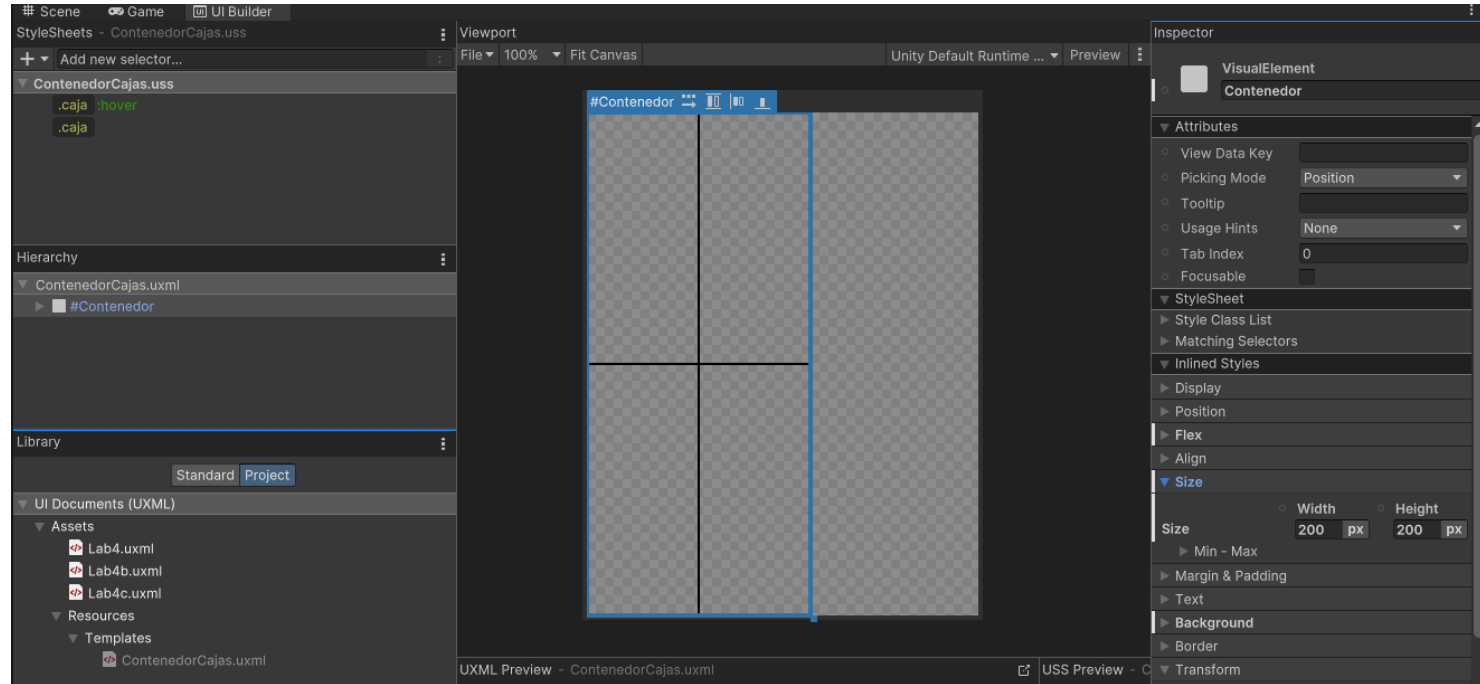 Scene Game UI Builder
StyleSheets - ContenedorCajas.uss
Add new selector...
ContenedorCajas.uss
.caja :hover
.caja
Hierarchy
ContenedorCajas.uxml
#Contenedor
Library
Standard Project
UI Documents (UXML)
Assets
Lab4.uxml
Lab4b.uxml
Lab4c.uxml
Resources
Templates
ContenedorCajas.uxml
Viewport
File 100% Fit Canvas Unity Default Runtime ... Preview
#Contenedor
UXML Preview - ContenedorCajas.uxml USS Preview - C
Inspector
VisualElement
Contenedor
Attributes
View Data Key
Picking Mode Position
Tooltip
Usage Hints None
Tab Index 0
Focusable
StyleSheet
Style Class List
Matching Selectors
Inlined Styles
Display
Position
Flex
Align
Size
Width Height
Size 200 px 200 px
Min - Max
Margin & Padding
Text
Background
Border
Transform